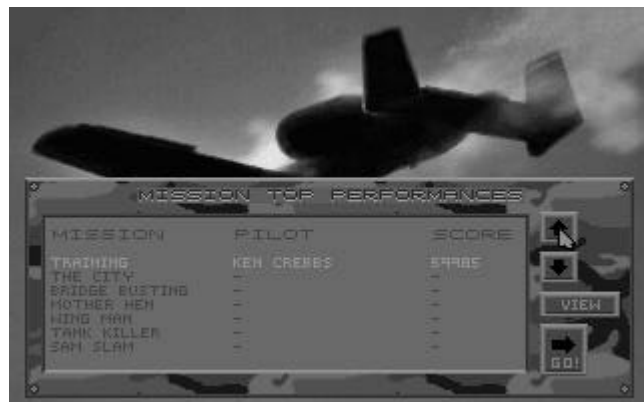 MISSION TOP PERFORMANCES
MISSION PILOT SCORE
TRAINING KEN CREBBS 59985
THE CITY -  -
BRIDGE BUSTING - -
MOTHER HEN - -
WING MAN - -
TANK KILLER - -
SAM SLAM - -
VIEW
GO!